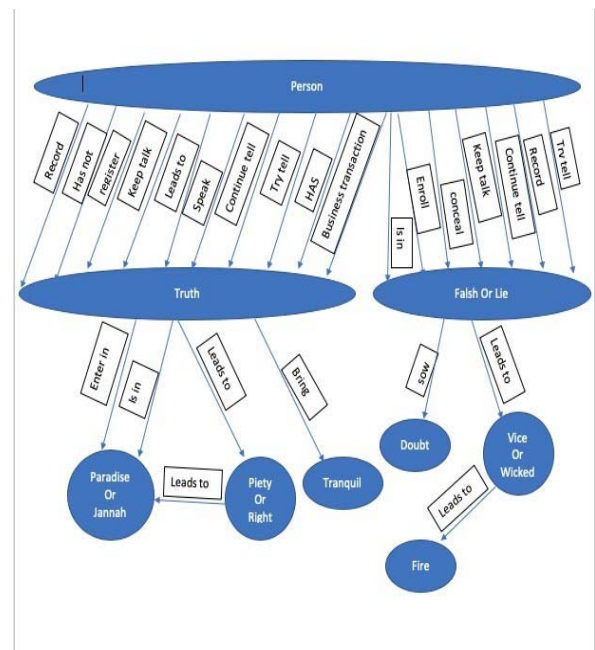 Person
Record
Has not
register
Keep talk
Leads to
Speak
Continue tell
Try tell
HAS
Business transaction
Is in
Enroll
conceal
Keep talk
Continue tell
Record
Trv tell
Truth
Falsh Or Lie
Enter in
Is in
Leads to
Bring
sow
Leads to
Paradise
Or
Jannah
Leads to
Piety
Or
Right
Tranquil
Doubt
Vice
Or
Wicked
Leads to
Fire